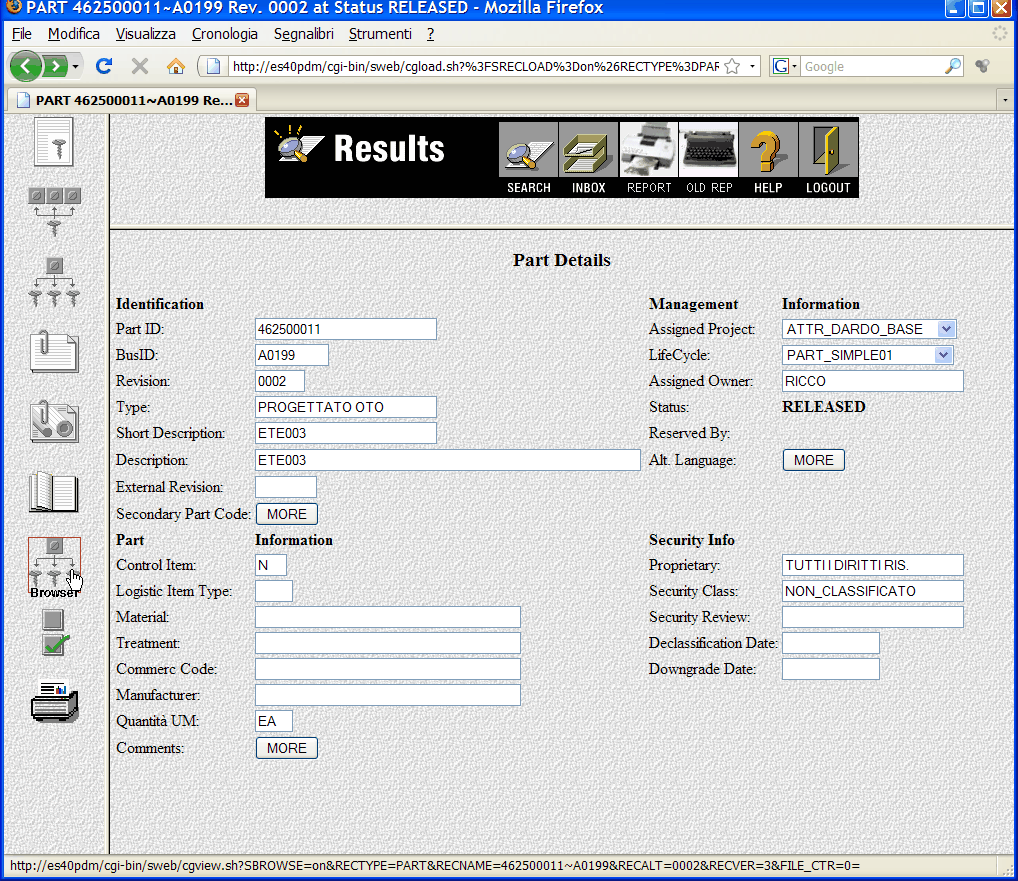 PART 462500011~A0199 Rev. 0002 at Status RELEASED - Mozilla Firefox
File Modifica Visualizza Cronologia Segnalibri Strumenti ?
http://es40pdm/cgi-bin/sweb/cgload.sh?%3FSRECLOAD%3Don%26RECTYPE%3DPAR
G Google
PART 462500011~A0199 Re...
Results
SEARCH INBOX REPORT OLD REP HELP LOGOUT
Part Details
Identification Management Information
Part ID: 462500011 Assigned Project: ATTR_DARDO_BASE
BusID: A0199 LifeCycle: PART_SIMPLE01
Revision: 0002 Assigned Owner: RICCO
Type: PROGETTATO OTO Status: RELEASED
Short Description: ETE003 Reserved By:
Description: ETE003 Alt. Language: MORE
External Revision:
Secondary Part Code: MORE
Part Information Security Info
Control Item: N Proprietary: TUTTI I DIRITTI RIS.
Browser
Logistic Item Type: Security Class: NON_CLASSIFICATO
Material: Security Review:
Treatment: Declassification Date:
Commerc Code: Downgrade Date:
Manufacturer:
Quantità UM: EA
Comments: MORE
http://es40pdm/cgi-bin/sweb/cgview.sh?SBROWSE=on&RECTYPE=PART&RECNAME=462500011~A0199&RECALT=0002&RECVER=3&FILE_CTR=0=